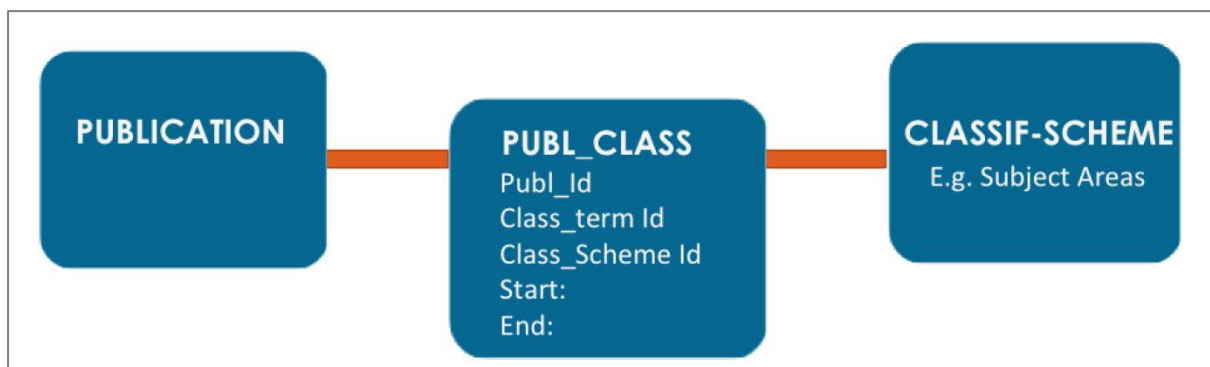 PUBLICATION
PUBL_CLASS
Publ_Id
Class_term Id
Class_Scheme Id
Start:
End:
CLASSIF-SCHEME
E.g. Subject Areas